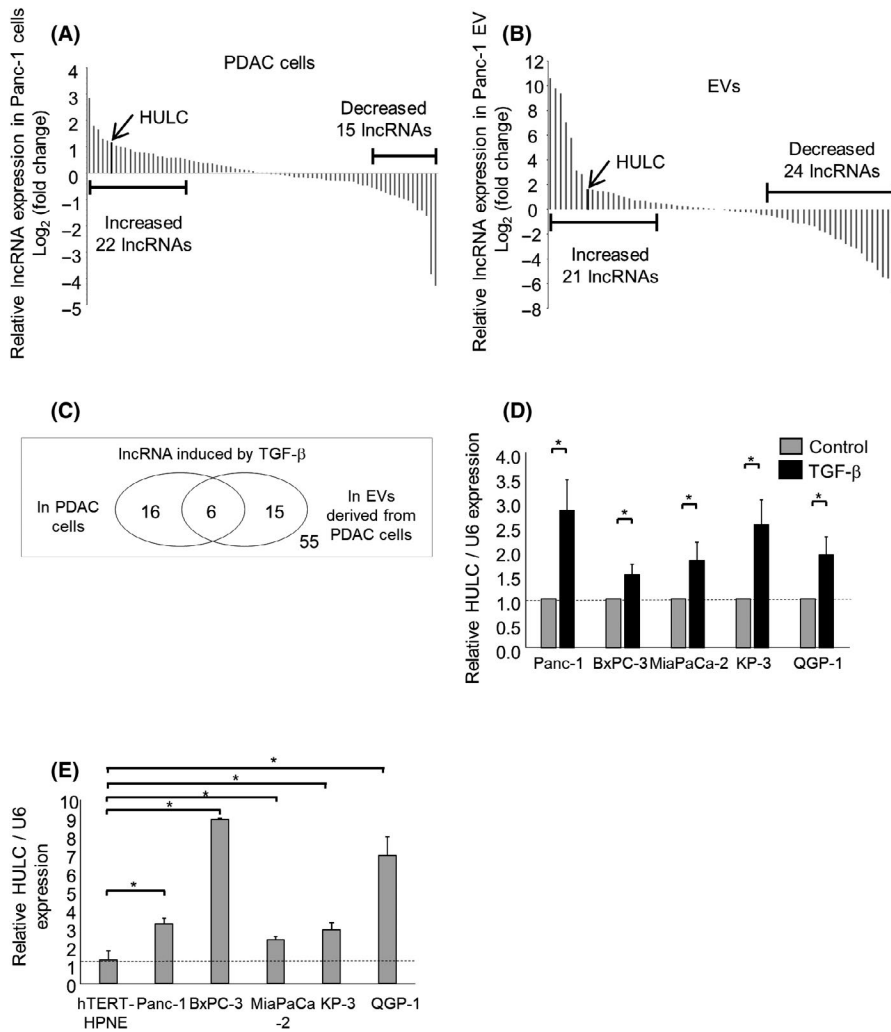 (A)
PDAC cells
Relative lncRNA expression in Panc-1 cells
Log2 (fold change)
4
3
2
1
0
−1
−2
−3
−4
−5
HULC
Increased
22 lncRNAs
Decreased
15 lncRNAs
(B)
EVs
Relative lncRNA expression in Panc-1 EV
Log2 (fold change)
12
10
8
6
4
2
0
−2
−4
−6
−8
HULC
Increased
21 lncRNAs
Decreased
24 lncRNAs
(C)
lncRNA induced by TGF-β
In PDAC
cells
16
6
15
In EVs
derived from
PDAC cells
55
(D)
Control
TGF-β
Relative HULC / U6 expression
4.0
3.5
3.0
2.5
2.0
1.5
1.0
0.5
0.0
*
*
*
*
*
Panc-1
BxPC-3
MiaPaCa-2
KP-3
QGP-1
(E)
Relative HULC / U6
expression
10
9
8
7
6
5
4
3
2
1
0
*
*
*
*
*
hTERT-
HPNE
Panc-1
BxPC-3
MiaPaCa
-2
KP-3
QGP-1